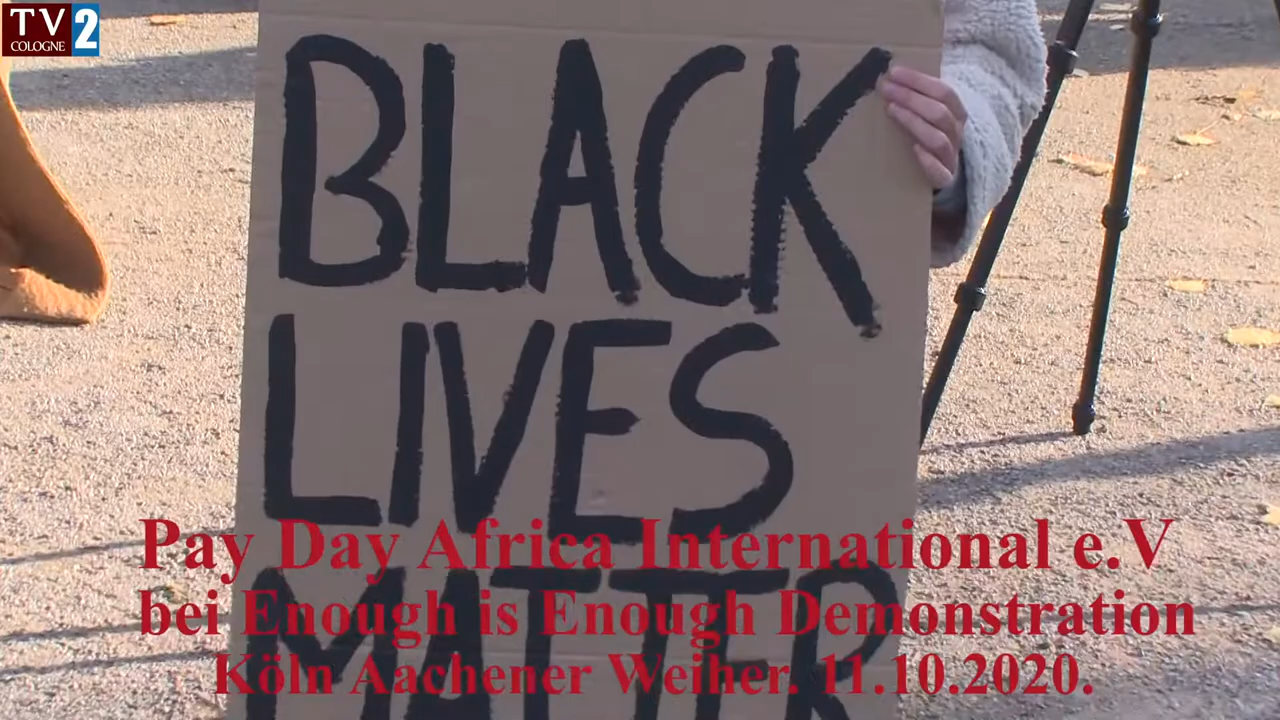 TV 2
COLOGNE
BLACK
LIVES
MATTER
Pay Day Africa International e.V
bei Enough is Enough Demonstration
Köln Aachener Weiher. 11.10.2020.